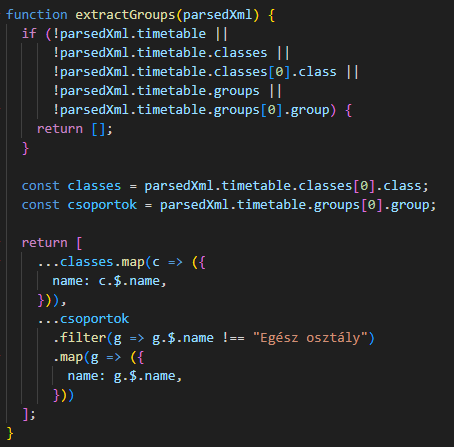 function extractGroups(parsedXml) {
  if (!parsedXml.timetable ||
      !parsedXml.timetable.classes ||
      !parsedXml.timetable.classes[0].class ||
      !parsedXml.timetable.groups ||
      !parsedXml.timetable.groups[0].group) {
    return [];
  }

  const classes = parsedXml.timetable.classes[0].class;
  const csoportok = parsedXml.timetable.groups[0].group;

  return [
    ...classes.map(c => ({
      name: c.$.name,
    })),
    ...csoportok
      .filter(g => g.$.name !== "Egész osztály")
      .map(g => ({
        name: g.$.name,
      }))
  ];
}